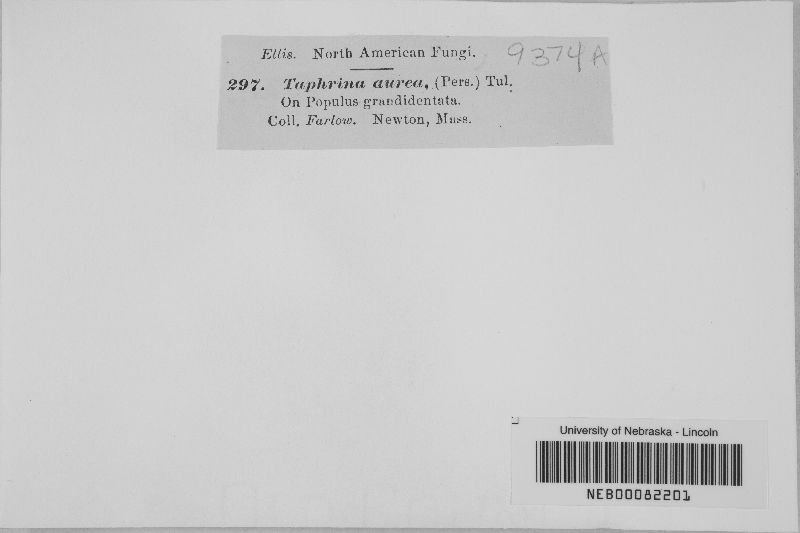 Ellis. North American Fungi. 9374A
297. Taphrina aurea, (Pers.) Tul.
On Populus grandidentata.
Coll. Farlow. Newton, Mass.
University of Nebraska - Lincoln
NEB00082201